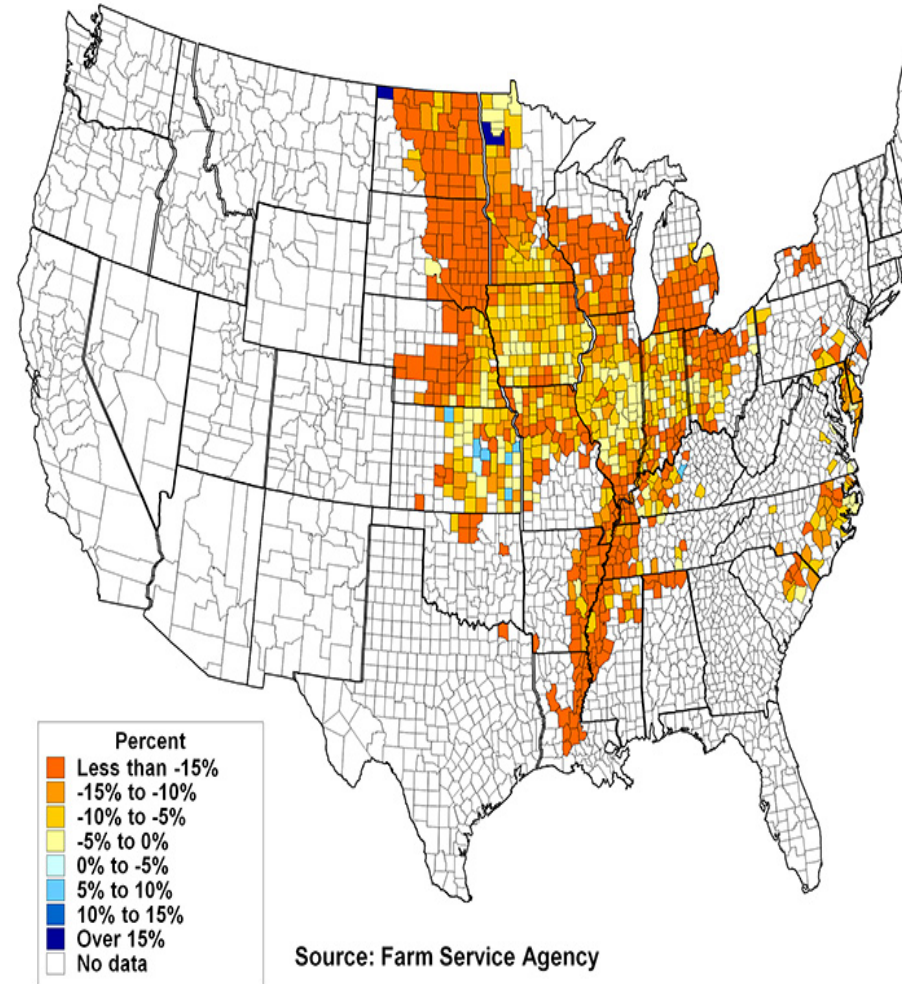 Percent
Less than -15%
-15% to -10%
-10% to -5%
-5% to 0%
0% to -5%
5% to 10%
10% to 15%
Over 15%
No data
Source: Farm Service Agency